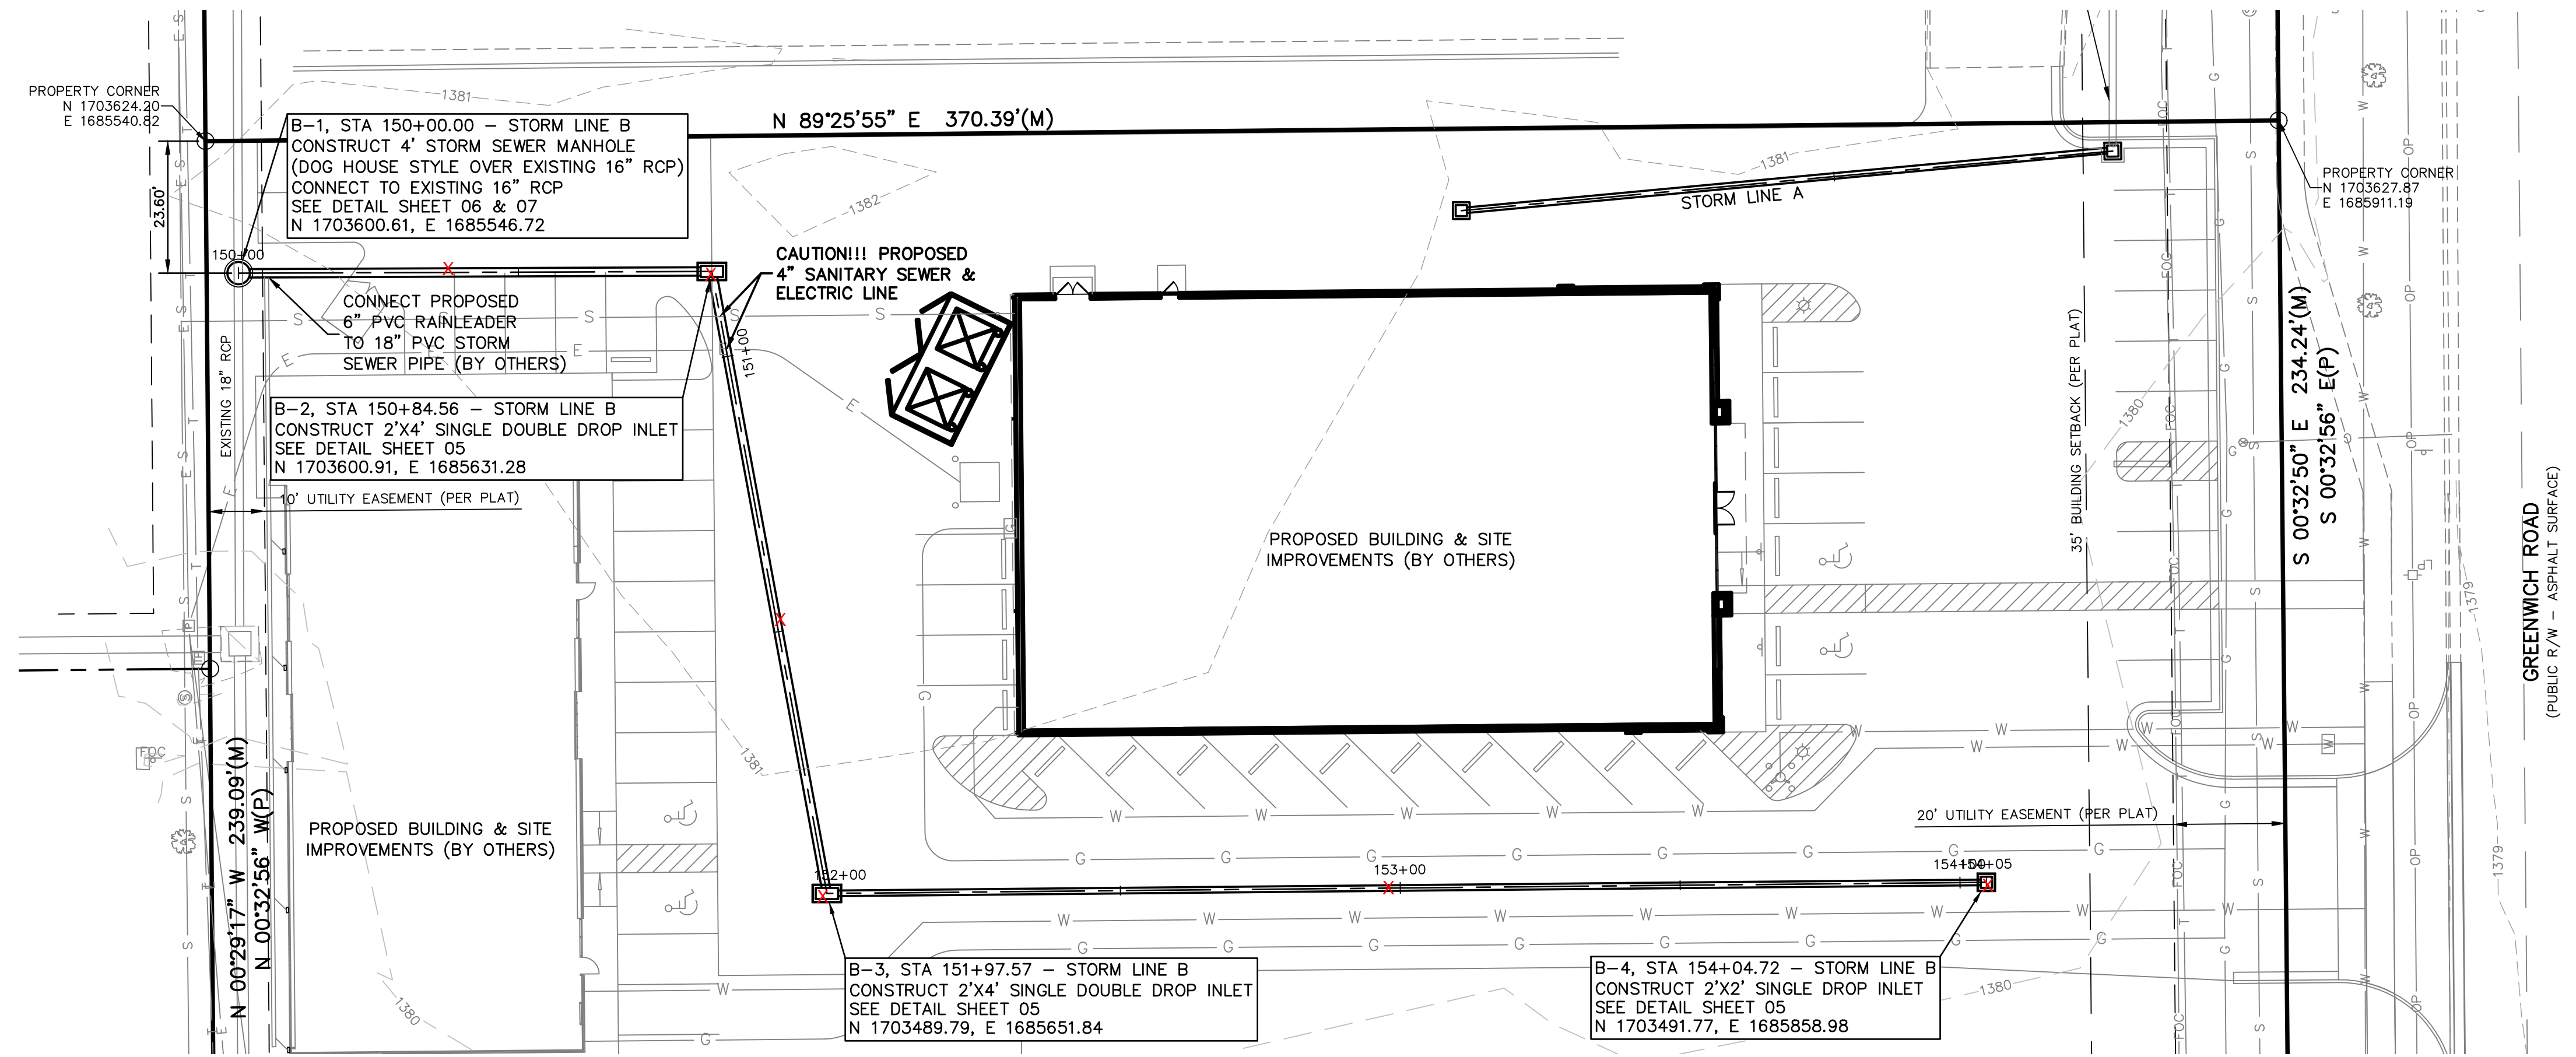 PROPERTY CORNER
N 1703624.20
E 1685540.82
1381
B-1, STA 150+00.00 - STORM LINE B
CONSTRUCT 4' STORM SEWER MANHOLE
(DOG HOUSE STYLE OVER EXISTING 16" RCP)
CONNECT TO EXISTING 16" RCP
SEE DETAIL SHEET 06 & 07
N 1703600.61, E 1685546.72
N 89°25'55" E 370.39'(M)
23.60'
1382
1381
STORM LINE A
PROPERTY CORNER
N 1703627.87
E 1685911.19
150+00
CAUTION!!! PROPOSED
4" SANITARY SEWER &
ELECTRIC LINE
CONNECT PROPOSED
6" PVC RAINLEADER
TO 18" PVC STORM
SEWER PIPE (BY OTHERS)
EXISTING 18" RCP
151+00
B-2, STA 150+84.56 - STORM LINE B
CONSTRUCT 2'X4' SINGLE DOUBLE DROP INLET
SEE DETAIL SHEET 05
N 1703600.91, E 1685631.28
10' UTILITY EASEMENT (PER PLAT)
PROPOSED BUILDING & SITE
IMPROVEMENTS (BY OTHERS)
35' BUILDING SETBACK (PER PLAT)
1380
S 00°32'50" E 234.24'(M)
S 00°32'56" E(P)
GREENWICH ROAD
(PUBLIC R/W - ASPHALT SURFACE)
1379
1381
N 00°29'17" W 239.09'(M)
N 00°32'56" W(P)
FOC
PROPOSED BUILDING & SITE
IMPROVEMENTS (BY OTHERS)
20' UTILITY EASEMENT (PER PLAT)
152+00
153+00
154+00
154+05
1379
B-3, STA 151+97.57 - STORM LINE B
CONSTRUCT 2'X4' SINGLE DOUBLE DROP INLET
SEE DETAIL SHEET 05
N 1703489.79, E 1685651.84
B-4, STA 154+04.72 - STORM LINE B
CONSTRUCT 2'X2' SINGLE DROP INLET
SEE DETAIL SHEET 05
N 1703491.77, E 1685858.98
1380
1380